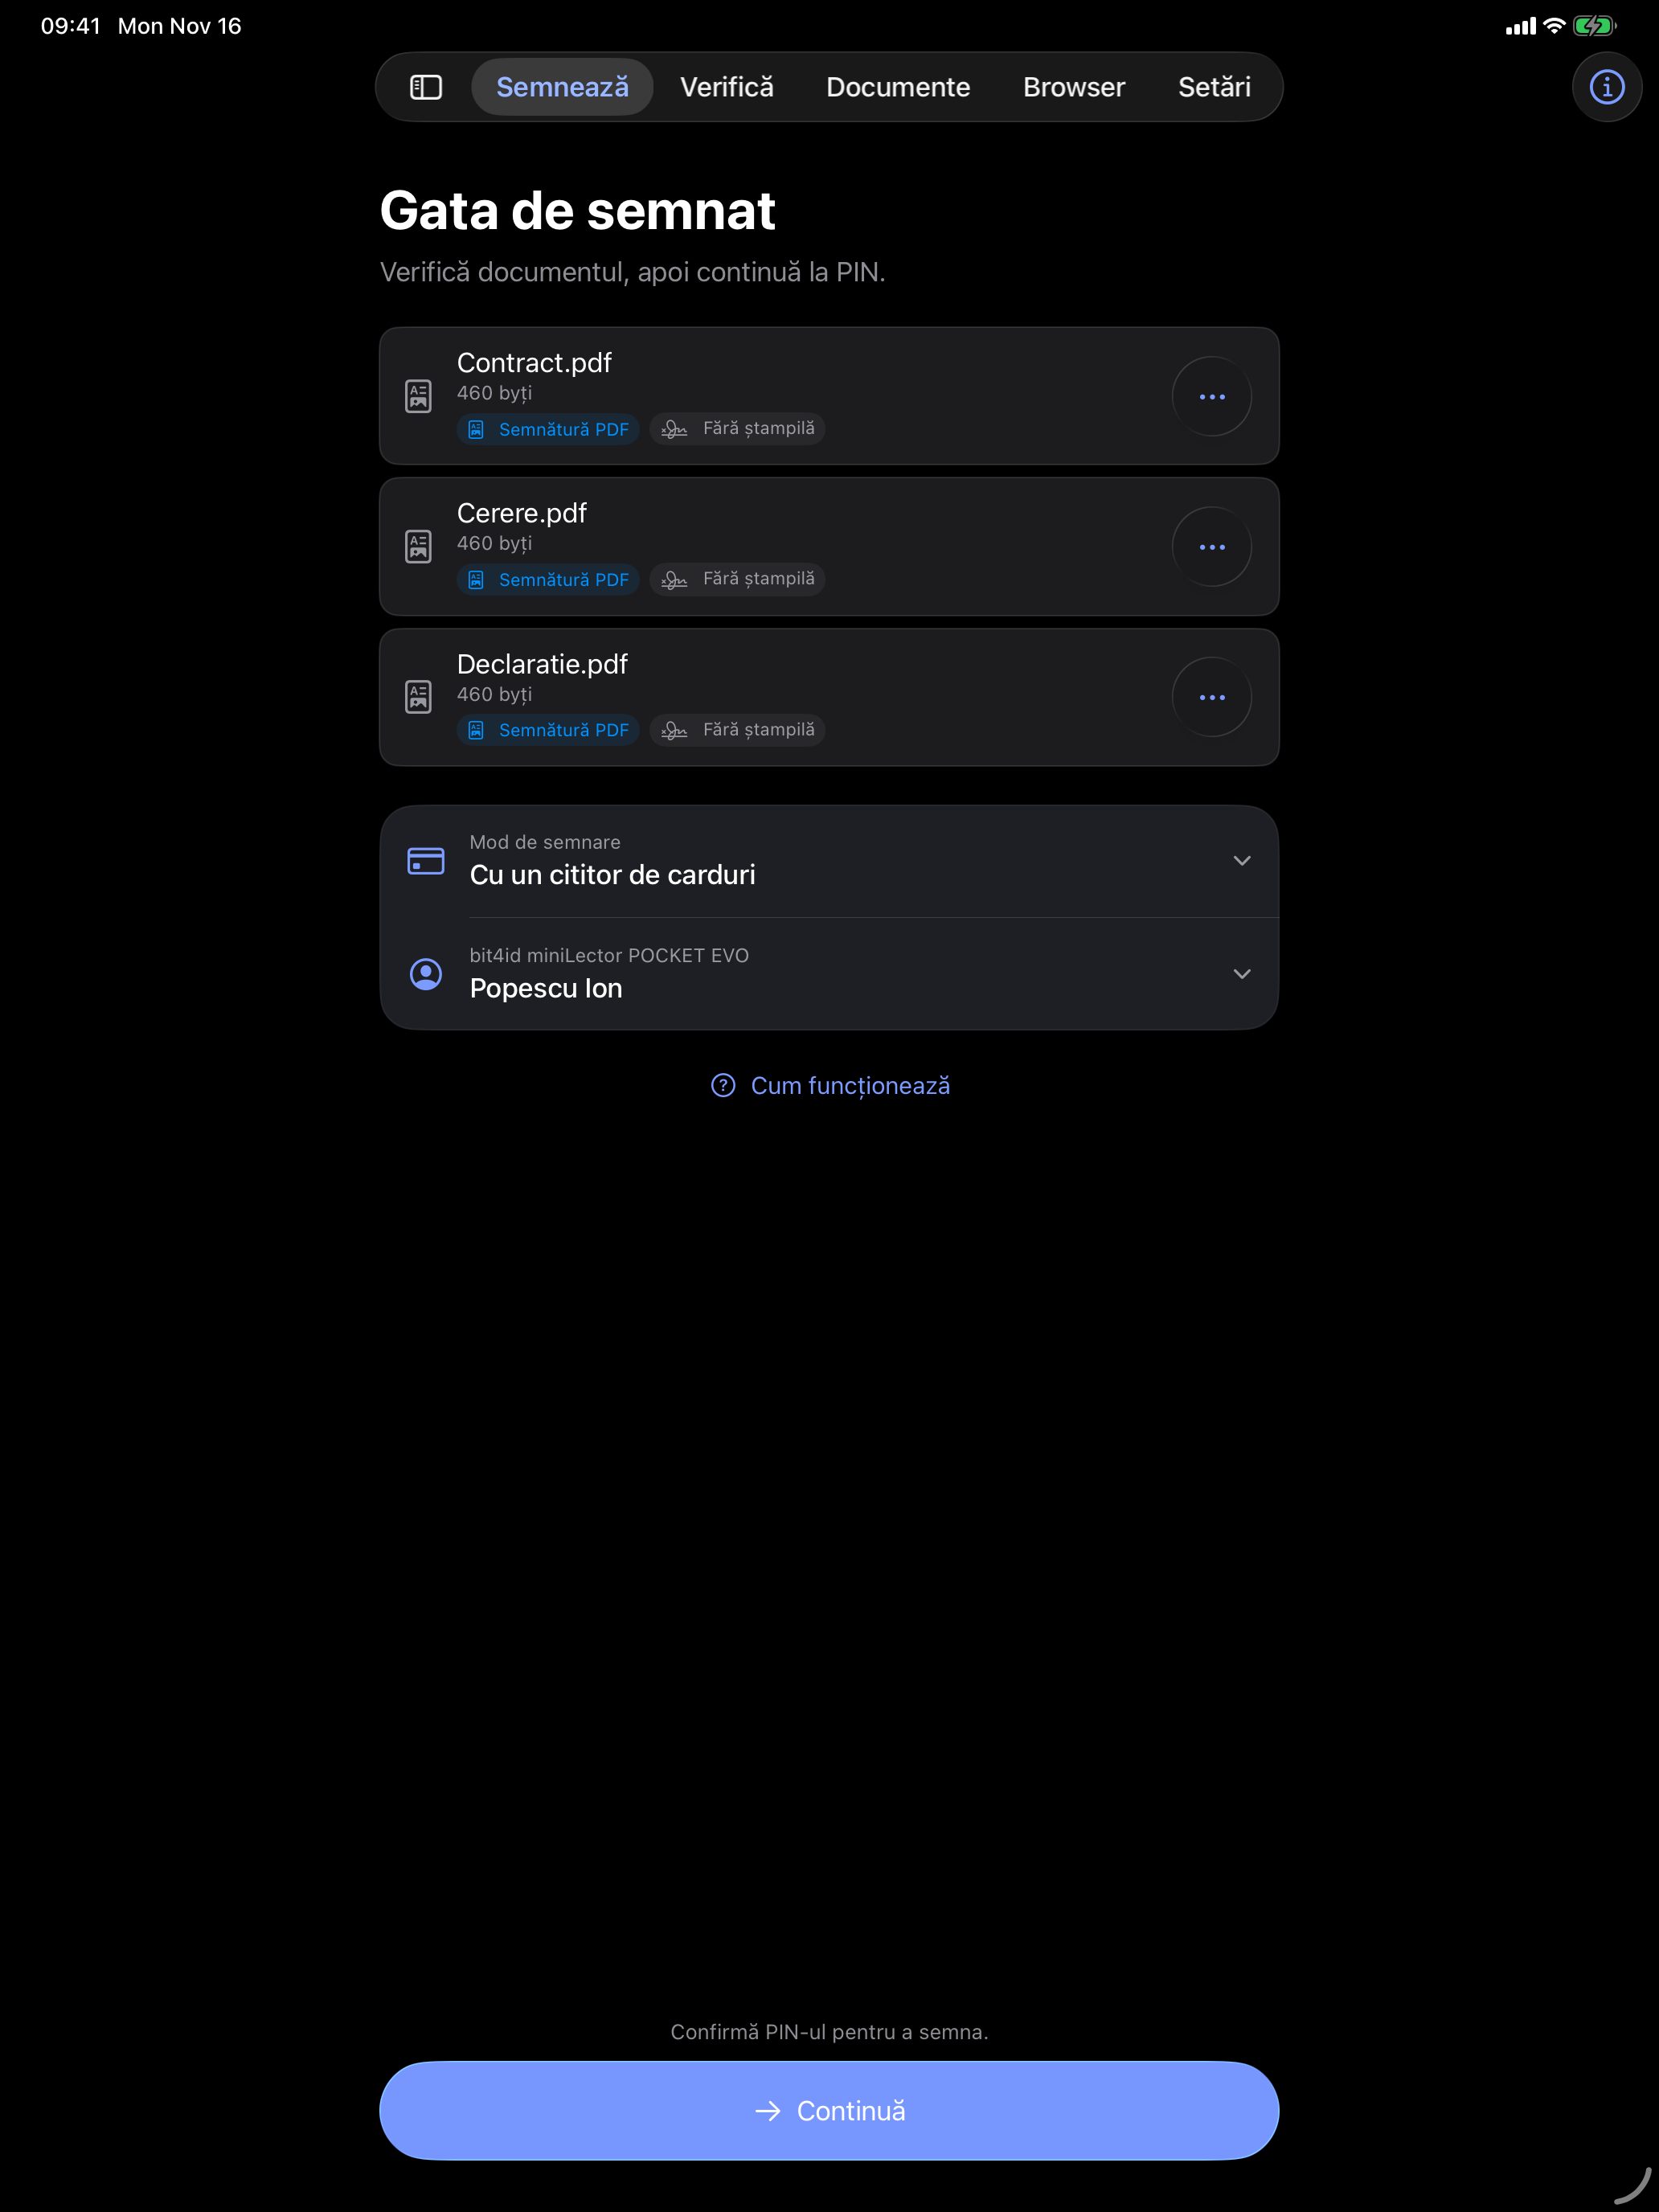 09:41 Mon Nov 16
Semnează Verifică Documente Browser Setări
Gata de semnat
Verifică documentul, apoi continuă la PIN.
Contract.pdf
460 byți
Semnătură PDF Fără ștampilă
Cerere.pdf
460 byți
Semnătură PDF Fără ștampilă
Declaratie.pdf
460 byți
Semnătură PDF Fără ștampilă
Mod de semnare
Cu un cititor de carduri
bit4id miniLector POCKET EVO
Popescu Ion
Cum funcționează
Confirmă PIN-ul pentru a semna.
Continuă